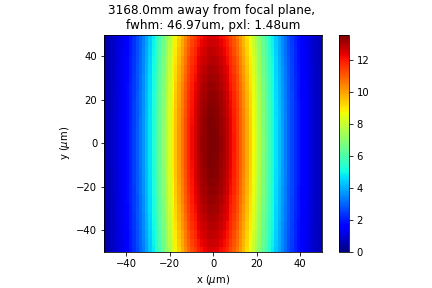 3168.0mm away from focal plane,
fwhm: 46.97um, pxl: 1.48um
40
20
0
−20
−40
y (μm)
−40 −20 0 20 40
x (μm)
12
10
8
6
4
2
0